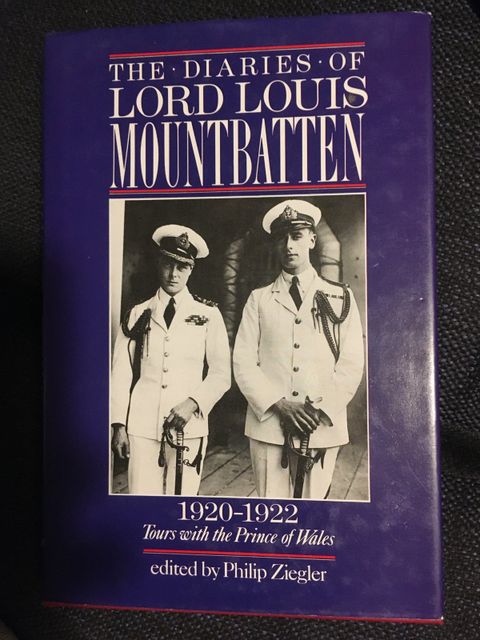 THE · DIARIES · OF
LORD LOUIS
MOUNTBATTEN
1920–1922
Tours with the Prince of Wales
edited by Philip Ziegler